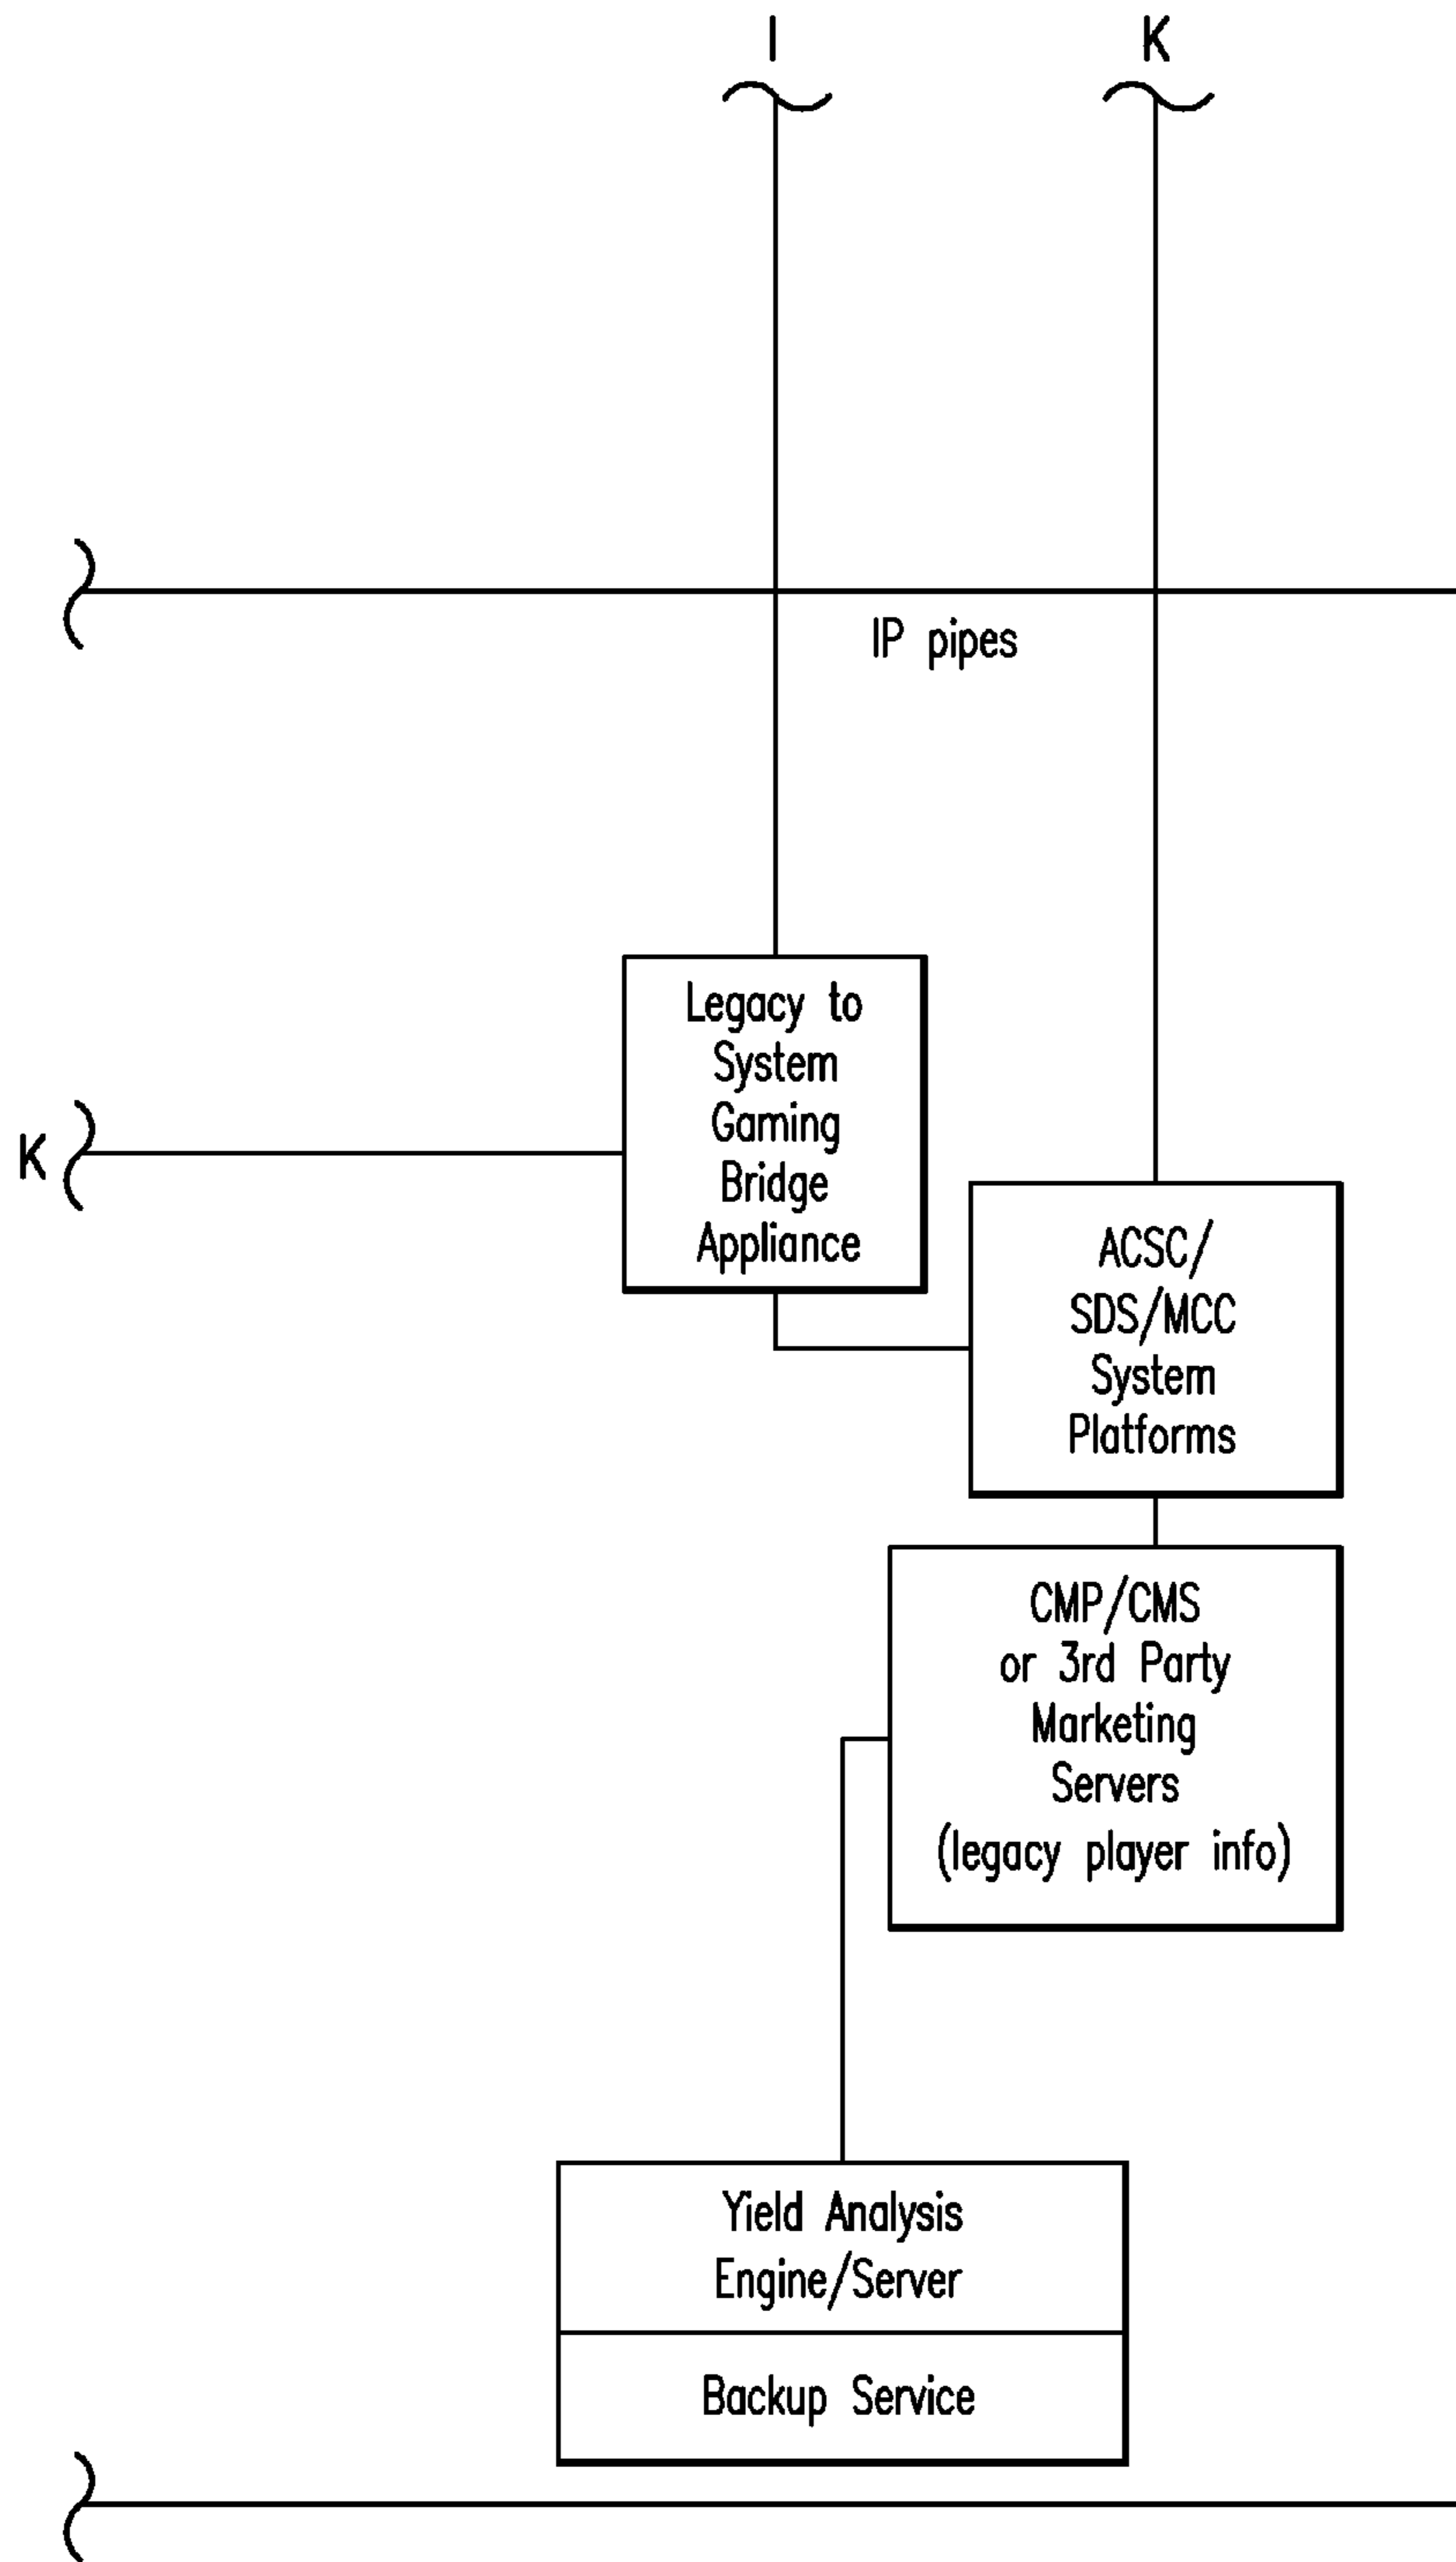 I
K
IP pipes
Legacy to
System
Gaming
Bridge
Appliance
K
ACSC/
SDS/MCC
System
Platforms
CMP/CMS
or 3rd Party
Marketing
Servers
(legacy player info)
Yield Analysis
Engine/Server
Backup Service